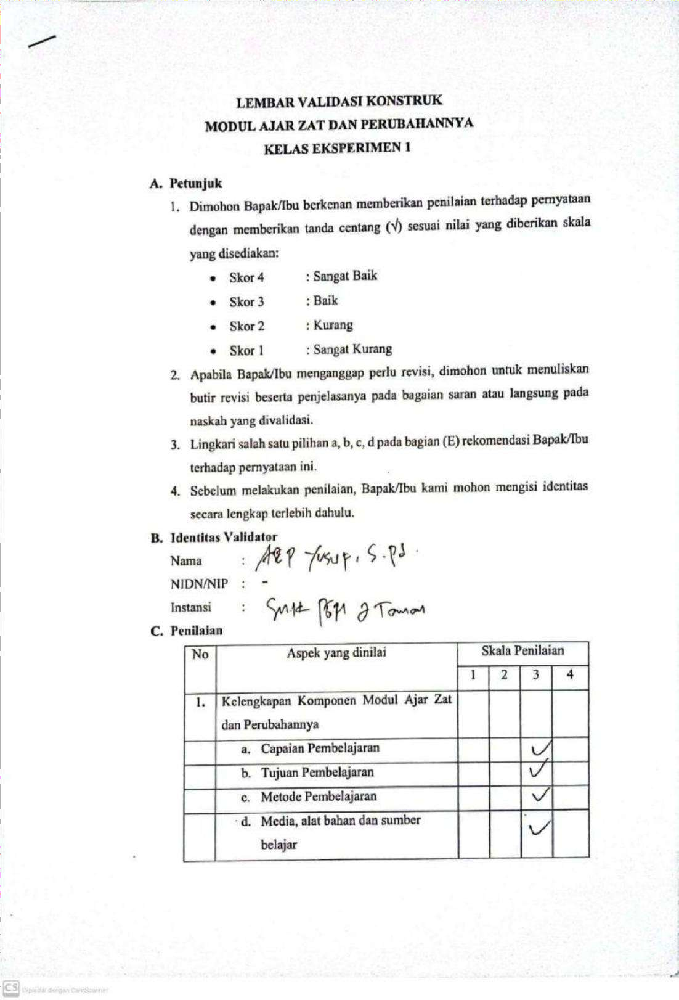 LEMBAR VALIDASI KONSTRUK
MODUL AJAR ZAT DAN PERUBAHANNYA
KELAS EKSPERIMEN 1
A. Petunjuk
1. Dimohon Bapak/Ibu berkenan memberikan penilaian terhadap pernyataan
dengan memberikan tanda centang (√) sesuai nilai yang diberikan skala
yang disediakan:
• Skor 4 : Sangat Baik
• Skor 3 : Baik
• Skor 2 : Kurang
• Skor 1 : Sangat Kurang
2. Apabila Bapak/Ibu menganggap perlu revisi, dimohon untuk menuliskan
butir revisi beserta penjelasanya pada bagaian saran atau langsung pada
naskah yang divalidasi.
3. Lingkari salah satu pilihan a, b, c, d pada bagian (E) rekomendasi Bapak/Ibu
terhadap pernyataan ini.
4. Sebelum melakukan penilaian, Bapak/Ibu kami mohon mengisi identitas
secara lengkap terlebih dahulu.
B. Identitas Validator
Nama : Yusuf, S.Pd.
NIDN/NIP : -
Instansi : SMK 2 Taman
C. Penilaian
No Aspek yang dinilai Skala Penilaian
1 2 3 4
1. Kelengkapan Komponen Modul Ajar Zat
dan Perubahannya
a. Capaian Pembelajaran ✓
b. Tujuan Pembelajaran ✓
c. Metode Pembelajaran ✓
d. Media, alat bahan dan sumber ✓
belajar
CS Dipindai dengan CamScanner